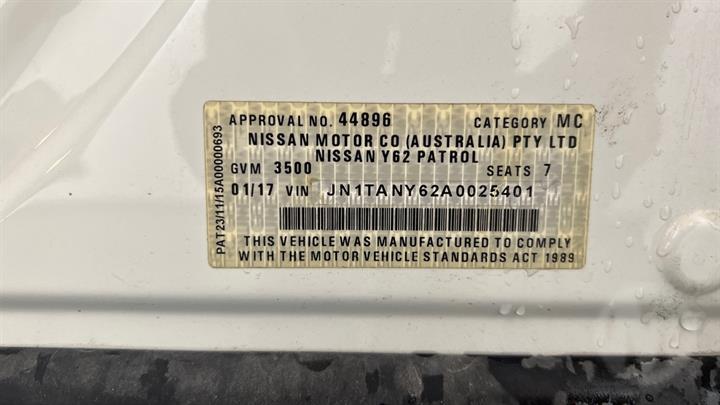 APPROVAL NO. 44896 CATEGORY MC
NISSAN MOTOR CO (AUSTRALIA) PTY LTD
NISSAN Y62 PATROL
GVM 3500 SEATS 7
01/17 VIN JN1TANY62A0025401
THIS VEHICLE WAS MANUFACTURED TO COMPLY
WITH THE MOTOR VEHICLE STANDARDS ACT 1989
PAT23/11/15A00000693